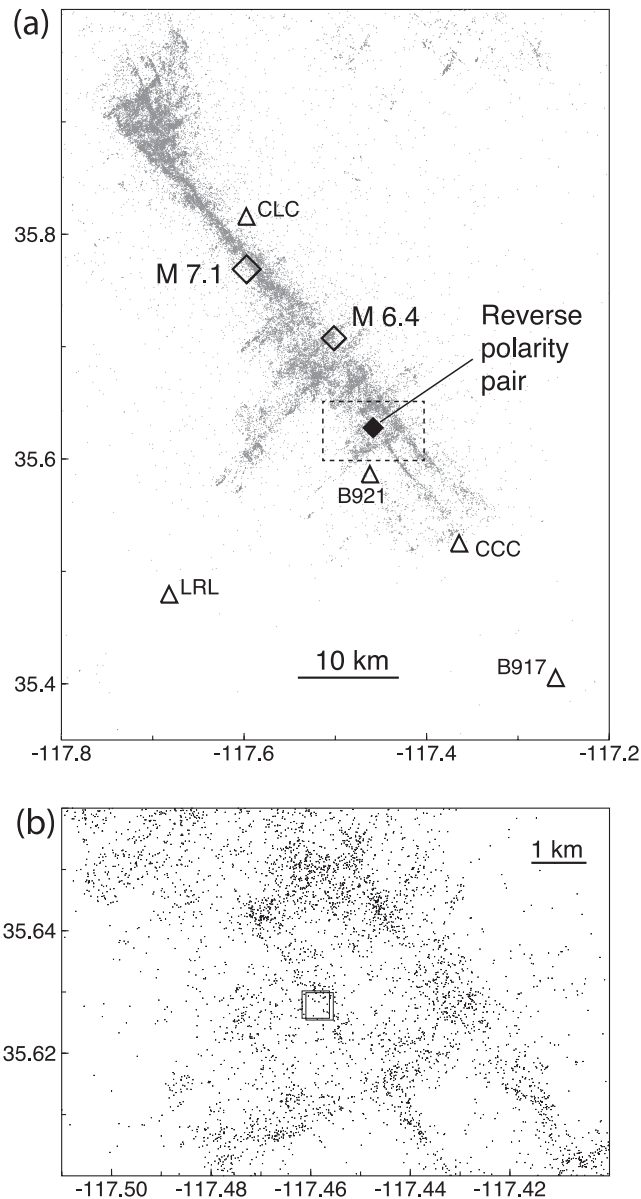 (a)
CLC
35.8
M 7.1
M 6.4
Reverse
polarity
pair
35.6
B921
CCC
LRL
10 km
B917
35.4
-117.8
-117.6
-117.4
-117.2
(b)
1 km
35.64
35.62
-117.50
-117.48
-117.46
-117.44
-117.42